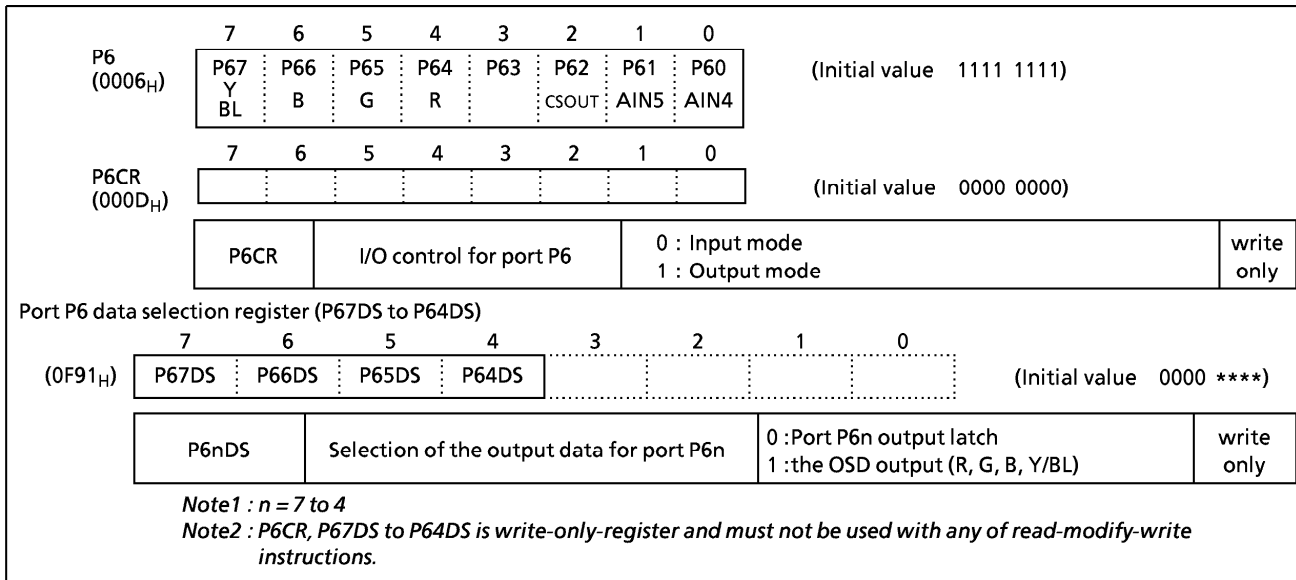 7 6 5 4 3 2 1 0
P6
(0006H)
P67 P66 P65 P64 P63 P62 P61 P60
Y
BL
B G R CSOUT AIN5 AIN4
(Initial value 1111 1111)
7 6 5 4 3 2 1 0
P6CR
(000DH)
(Initial value 0000 0000)
P6CR
I/O control for port P6
0 : Input mode
1 : Output mode
write
only
Port P6 data selection register (P67DS to P64DS)
7 6 5 4 3 2 1 0
(0F91H) P67DS P66DS P65DS P64DS (Initial value 0000 ****)
P6nDS
Selection of the output data for port P6n
0 :Port P6n output latch
1 :the OSD output (R, G, B, Y/BL)
write
only
Note1 : n = 7 to 4
Note2 : P6CR, P67DS to P64DS is write-only-register and must not be used with any of read-modify-write
instructions.